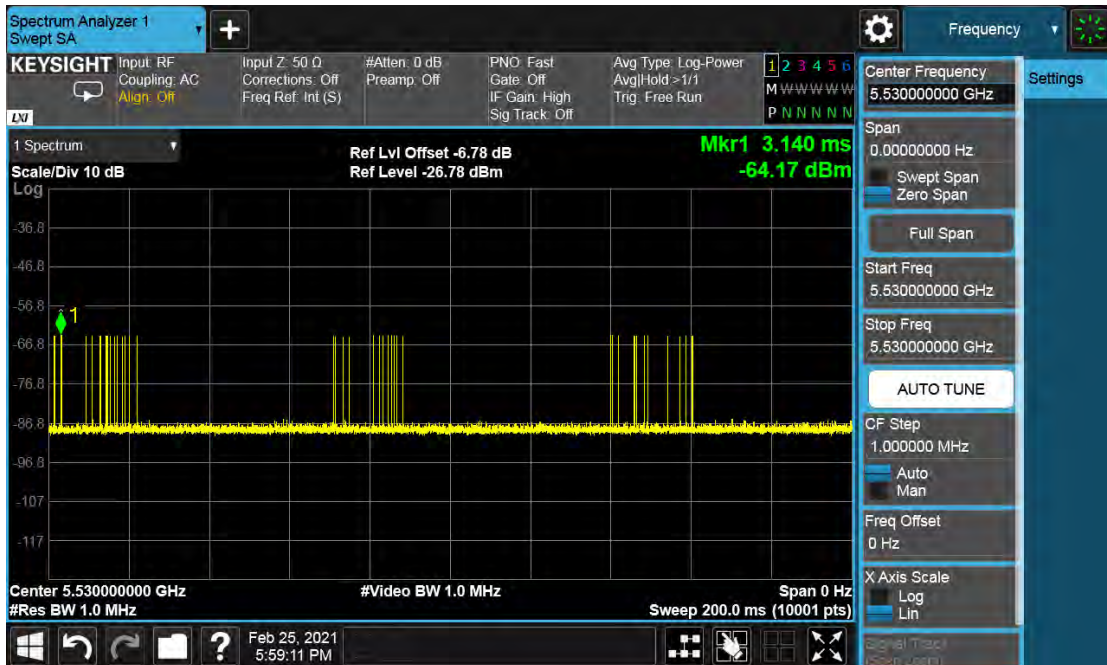 Spectrum Analyzer 1
Swept SA
+
Frequency
KEYSIGHT
LXI
Input: RF
Coupling: AC
Align: Off
Input Z: 50 Ω
Corrections: Off
Freq Ref: Int (S)
#Atten: 0 dB
Preamp: Off
PNO: Fast
Gate: Off
IF Gain: High
Sig Track: Off
Avg Type: Log-Power
Avg|Hold >1/1
Trig: Free Run
1 2 3 4 5 6
M W W W W W
P N N N N N
1 Spectrum
Scale/Div 10 dB
Ref Lvl Offset -6.78 dB
Ref Level -26.78 dBm
Mkr1 3.140 ms
-64.17 dBm
Log
-36.8
-46.8
-56.8
1
-66.8
-76.8
-86.8
-96.8
-107
-117
Center 5.530000000 GHz
#Res BW 1.0 MHz
#Video BW 1.0 MHz
Span 0 Hz
Sweep 200.0 ms (10001 pts)
Center Frequency
5.530000000 GHz
Span
0.00000000 Hz
Swept Span
Zero Span
Full Span
Start Freq
5.530000000 GHz
Stop Freq
5.530000000 GHz
AUTO TUNE
CF Step
1.000000 MHz
Auto
Man
Freq Offset
0 Hz
X Axis Scale
Log
Lin
Signal Track
Settings
?
Feb 25, 2021
5:59:11 PM